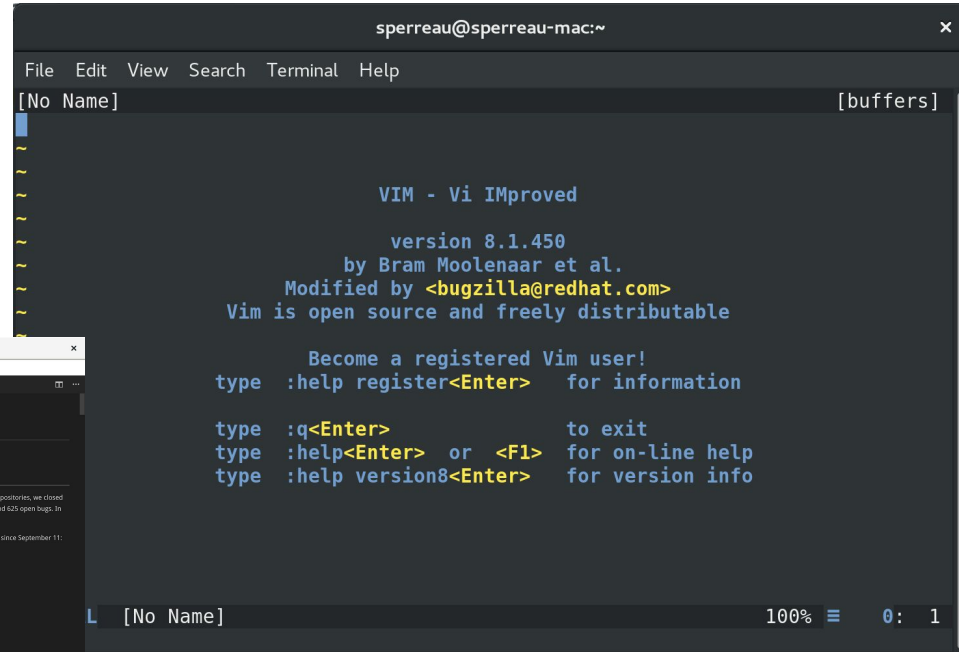 sperreau@sperreau-mac:~ ×
File Edit View Search Terminal Help
[No Name] [buffers]
~
~
~
~
~
~
~
~
~
VIM - Vi IMproved
version 8.1.450
by Bram Moolenaar et al.
Modified by <bugzilla@redhat.com>
Vim is open source and freely distributable
Become a registered Vim user!
type :help register<Enter> for information
type :q<Enter> to exit
type :help<Enter> or <F1> for on-line help
type :help version8<Enter> for version info
L [No Name] 100% ≡ 0: 1
×
...
positories, we closed
nd 625 open bugs. In
since September 11: